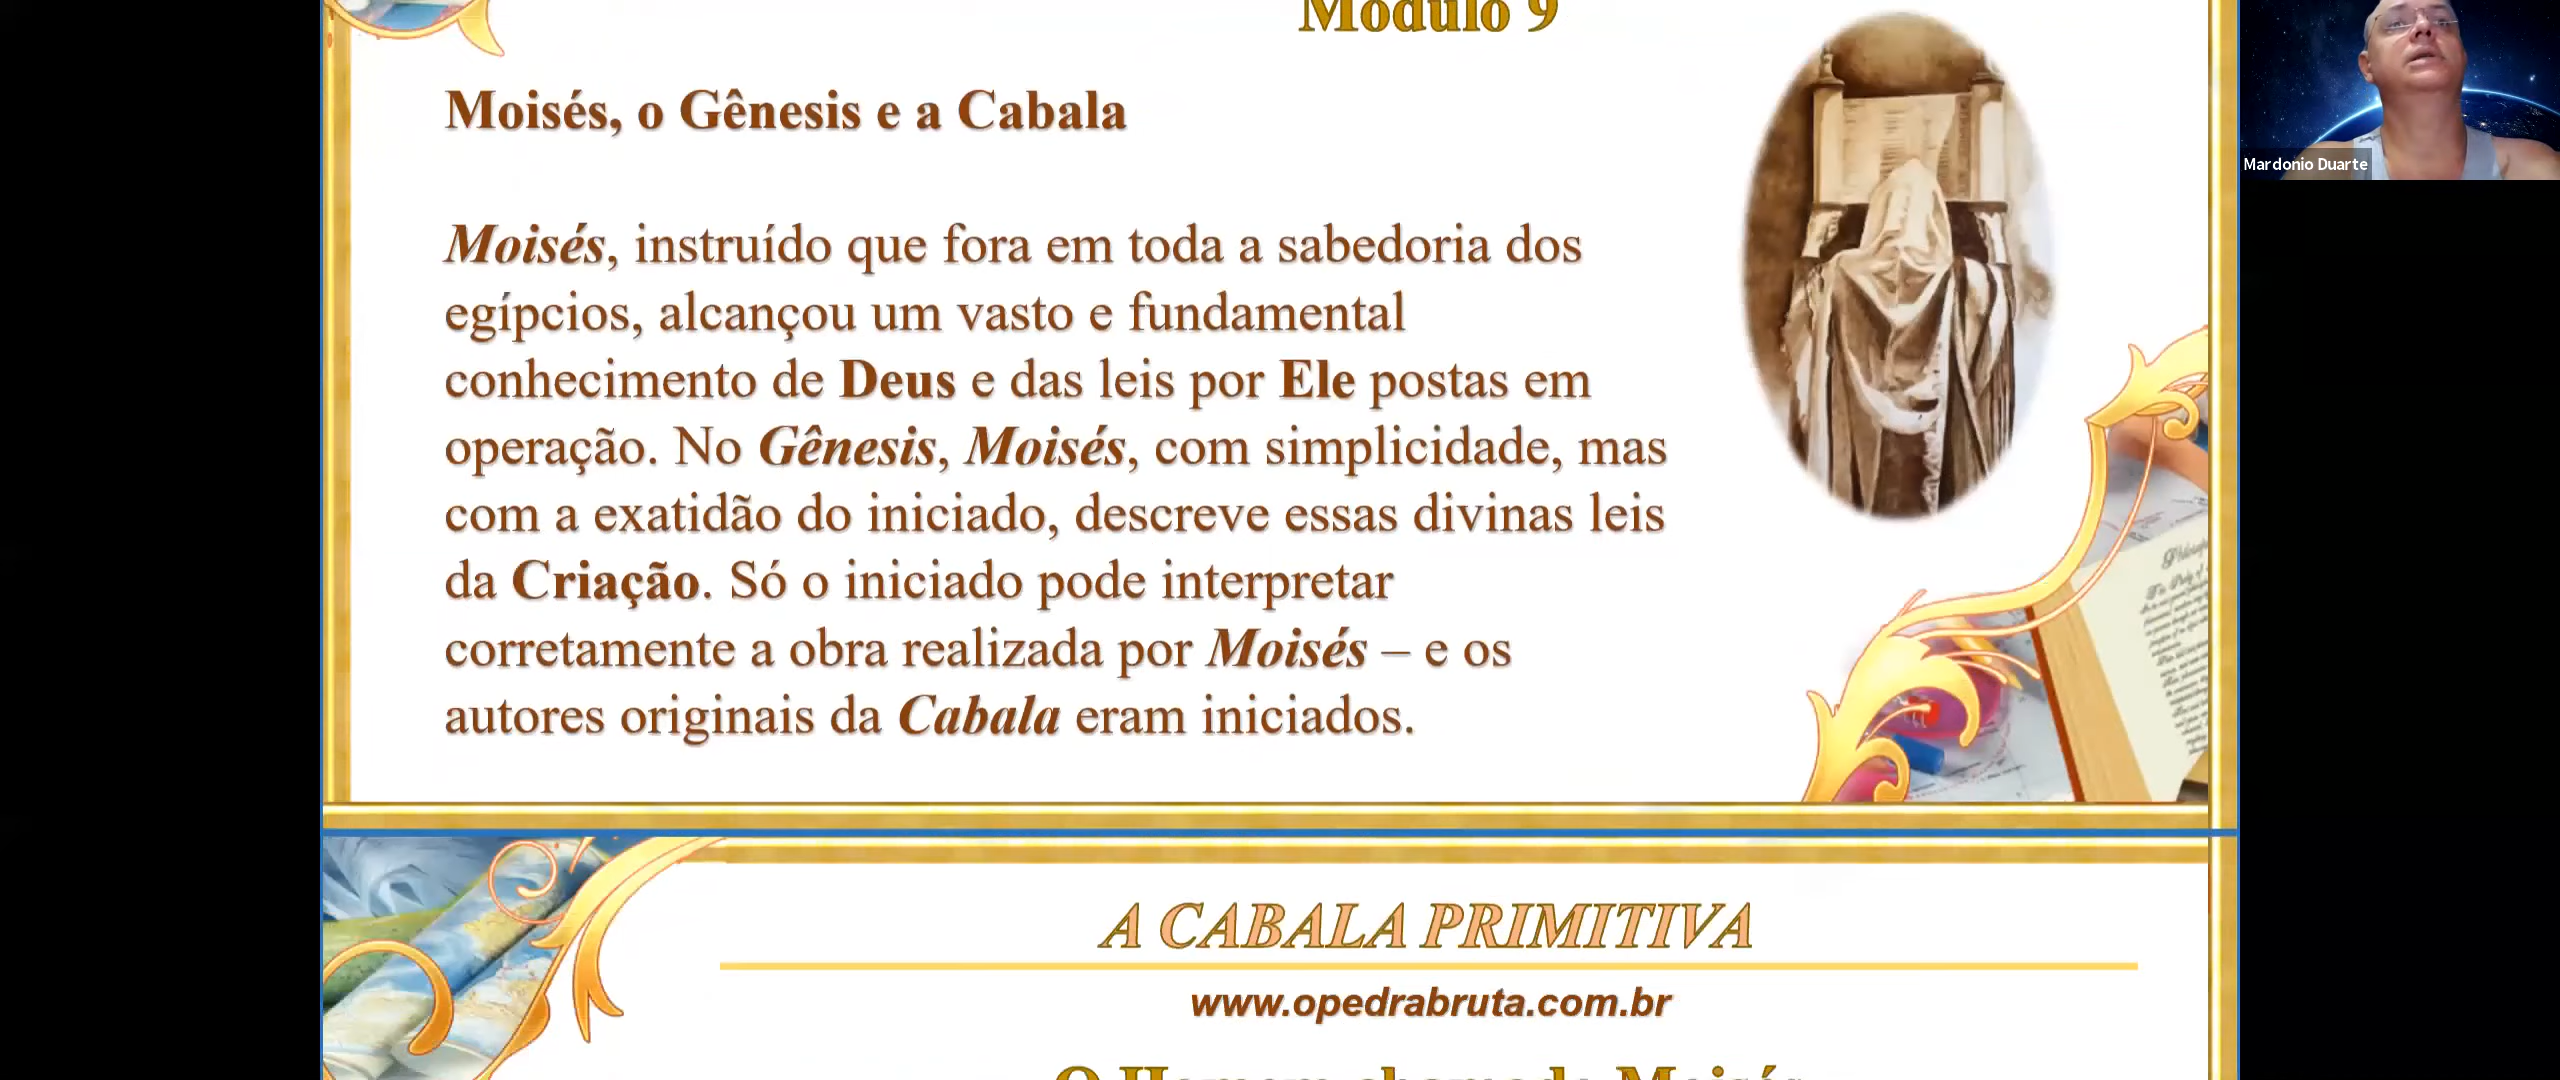 Módulo 9
Mardonio Duarte
Moisés, o Gênesis e a Cabala
Moisés, instruído que fora em toda a sabedoria dos
egípcios, alcançou um vasto e fundamental
conhecimento de Deus e das leis por Ele postas em
operação. No Gênesis, Moisés, com simplicidade, mas
com a exatidão do iniciado, descreve essas divinas leis
da Criação. Só o iniciado pode interpretar
corretamente a obra realizada por Moisés – e os
autores originais da Cabala eram iniciados.
A CABALA PRIMITIVA
www.opedrabruta.com.br
O Homem chamado Moisés